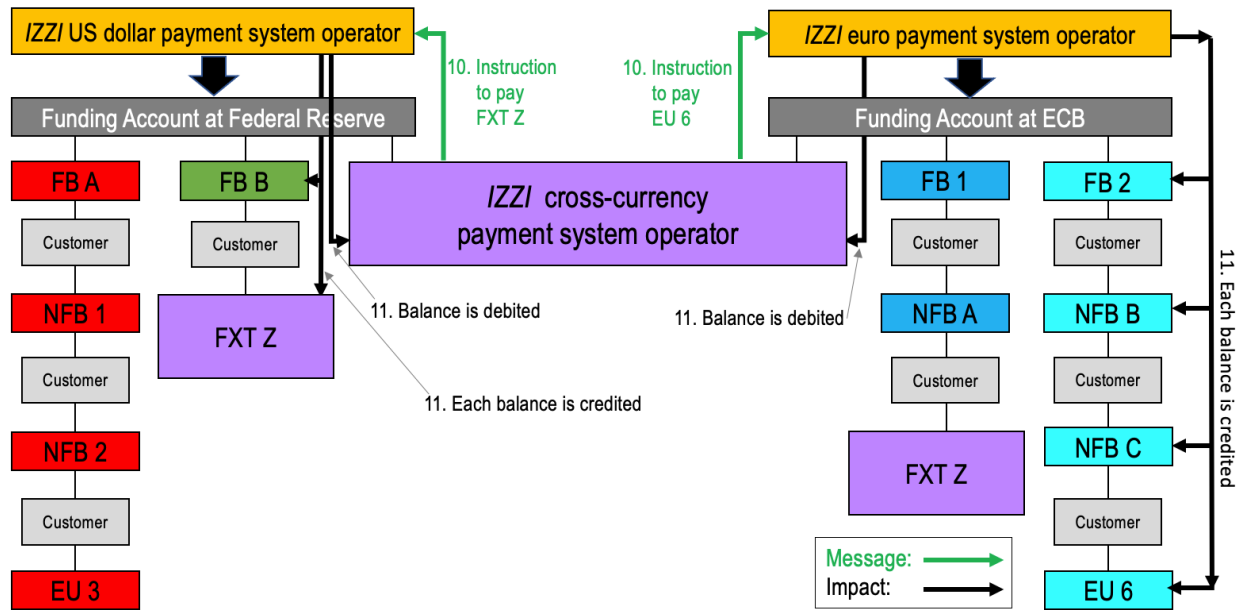 IZZI US dollar payment system operator
IZZI euro payment system operator
10. Instruction
to pay
FXT Z
10. Instruction
to pay
EU 6
Funding Account at Federal Reserve
Funding Account at ECB
FB A
FB B
IZZI cross-currency
payment system operator
FB 1
FB 2
Customer
Customer
Customer
Customer
11. Balance is debited
11. Balance is debited
NFB 1
FXT Z
NFB A
NFB B
Customer
Customer
Customer
11. Each balance is credited
11. Each balance is credited
NFB 2
FXT Z
NFB C
Customer
Customer
Message:
Impact:
EU 3
EU 6